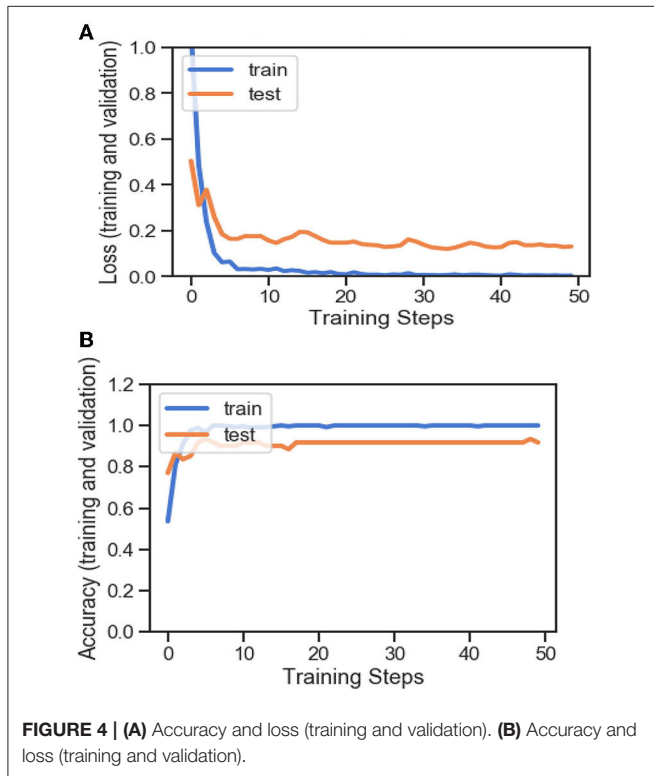 A
Loss (training and validation)
1.0
0.8
0.6
0.4
0.2
0.0
train
test
0 10 20 30 40 50
Training Steps
B
Accuracy (training and validation)
1.2
1.0
0.8
0.6
0.4
0.2
0.0
train
test
0 10 20 30 40 50
Training Steps
FIGURE 4 | (A) Accuracy and loss (training and validation). (B) Accuracy and
loss (training and validation).